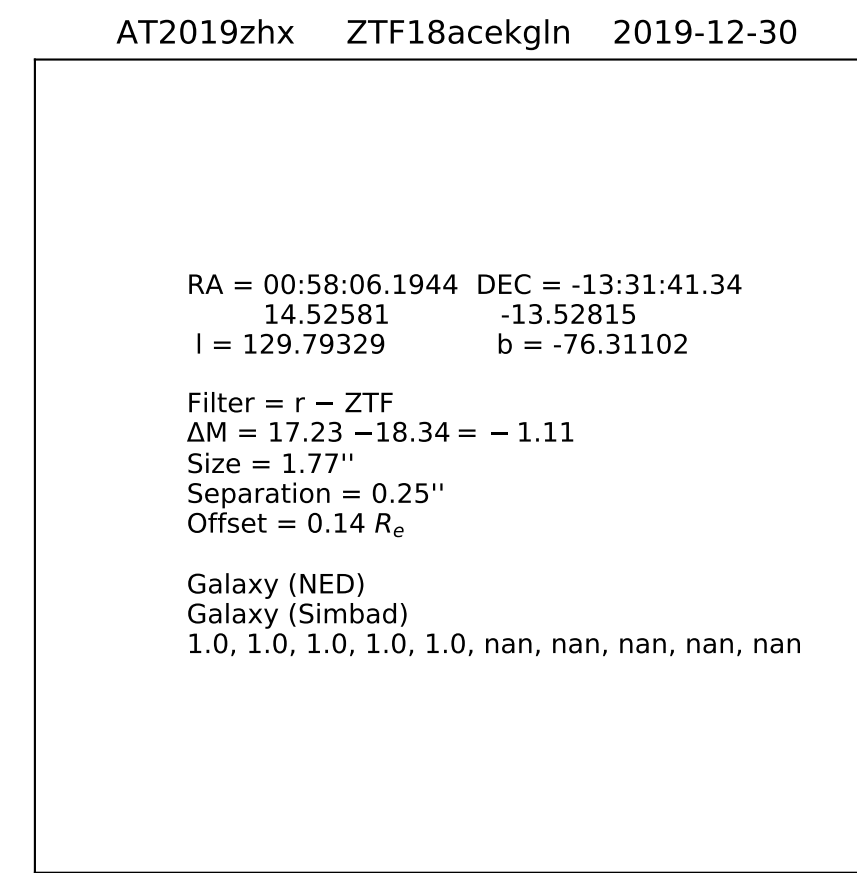 AT2019zhx ZTF18acekgln 2019-12-30
RA = 00:58:06.1944 DEC = -13:31:41.34
14.52581 -13.52815
l = 129.79329 b = -76.31102
Filter = r − ZTF
ΔM = 17.23 −18.34 = − 1.11
Size = 1.77''
Separation = 0.25''
Offset = 0.14 Re
Galaxy (NED)
Galaxy (Simbad)
1.0, 1.0, 1.0, 1.0, 1.0, nan, nan, nan, nan, nan